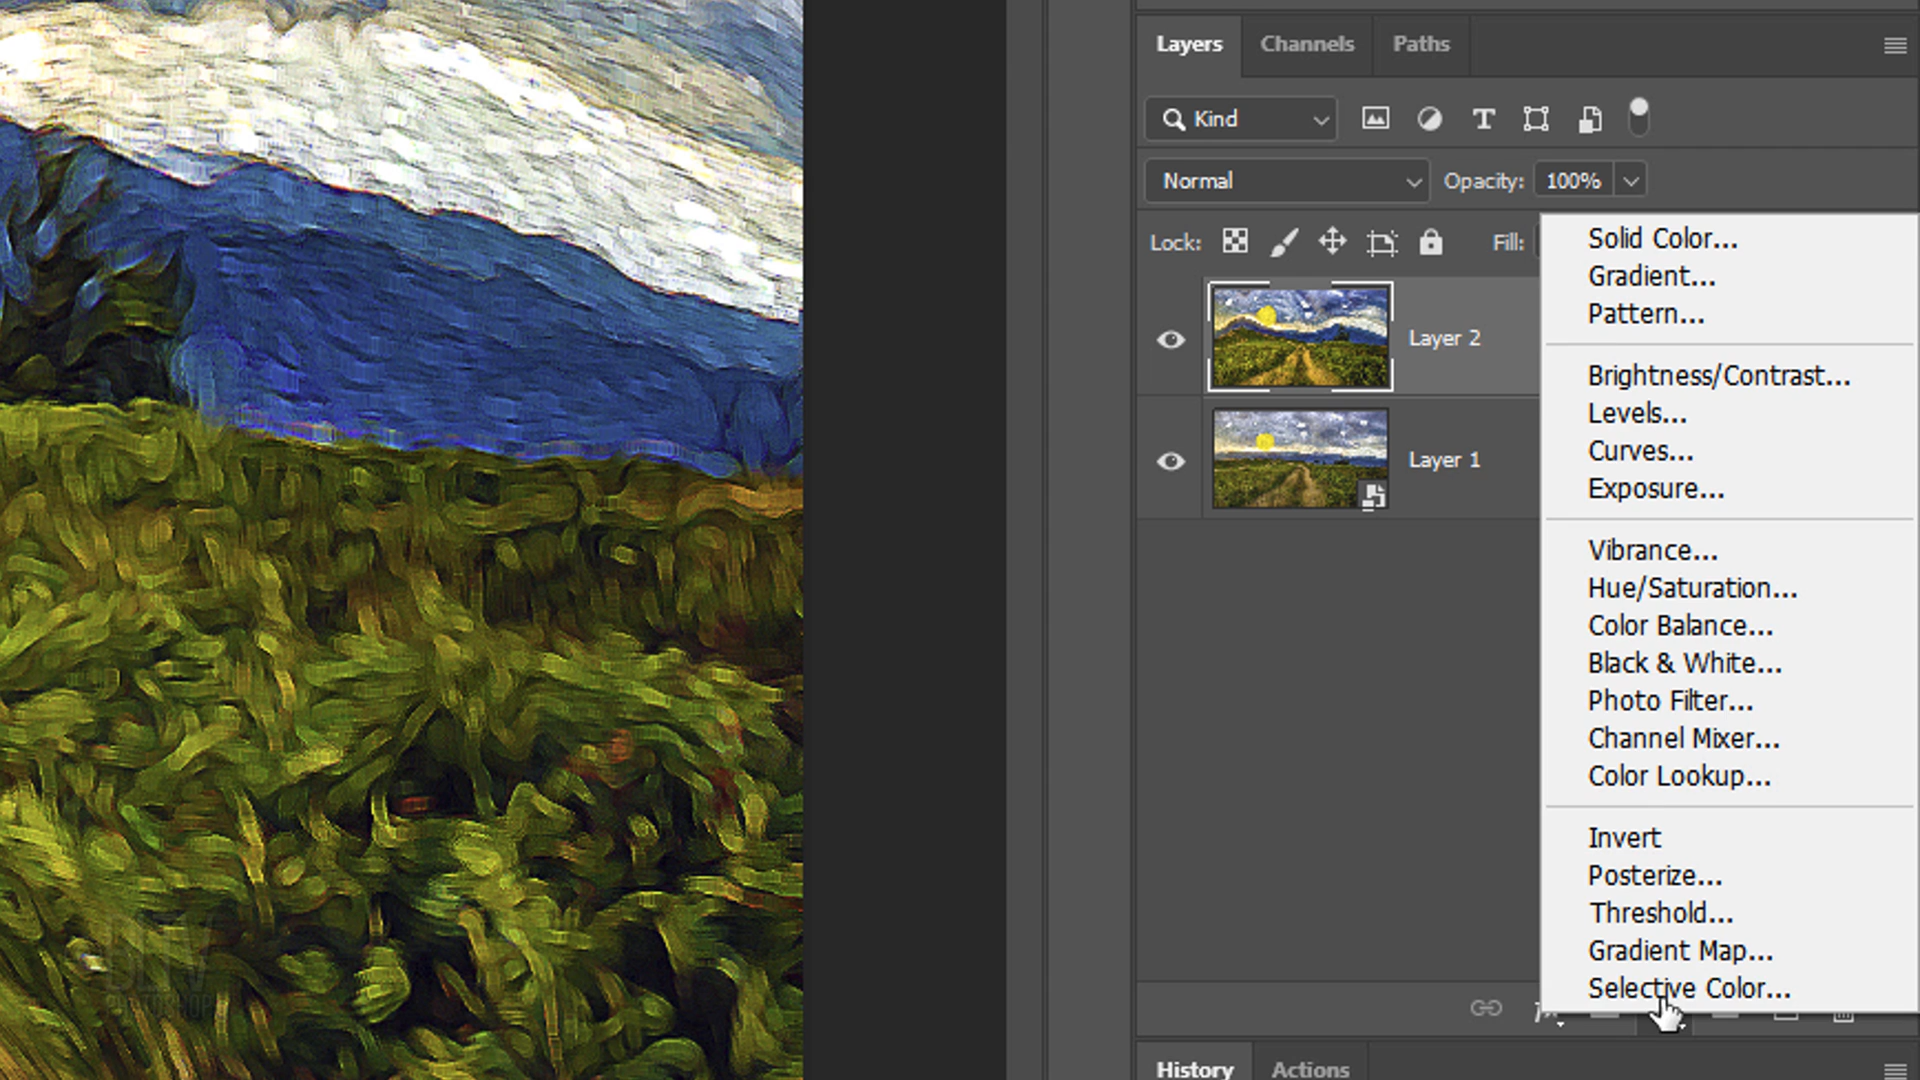 Layers Channels Paths
Kind
Normal Opacity: 100%
Lock: Fill:
Layer 2
Layer 1
Solid Color...
Gradient...
Pattern...
Brightness/Contrast...
Levels...
Curves...
Exposure...
Vibrance...
Hue/Saturation...
Color Balance...
Black & White...
Photo Filter...
Channel Mixer...
Color Lookup...
Invert
Posterize...
Threshold...
Gradient Map...
Selective Color...
History Actions